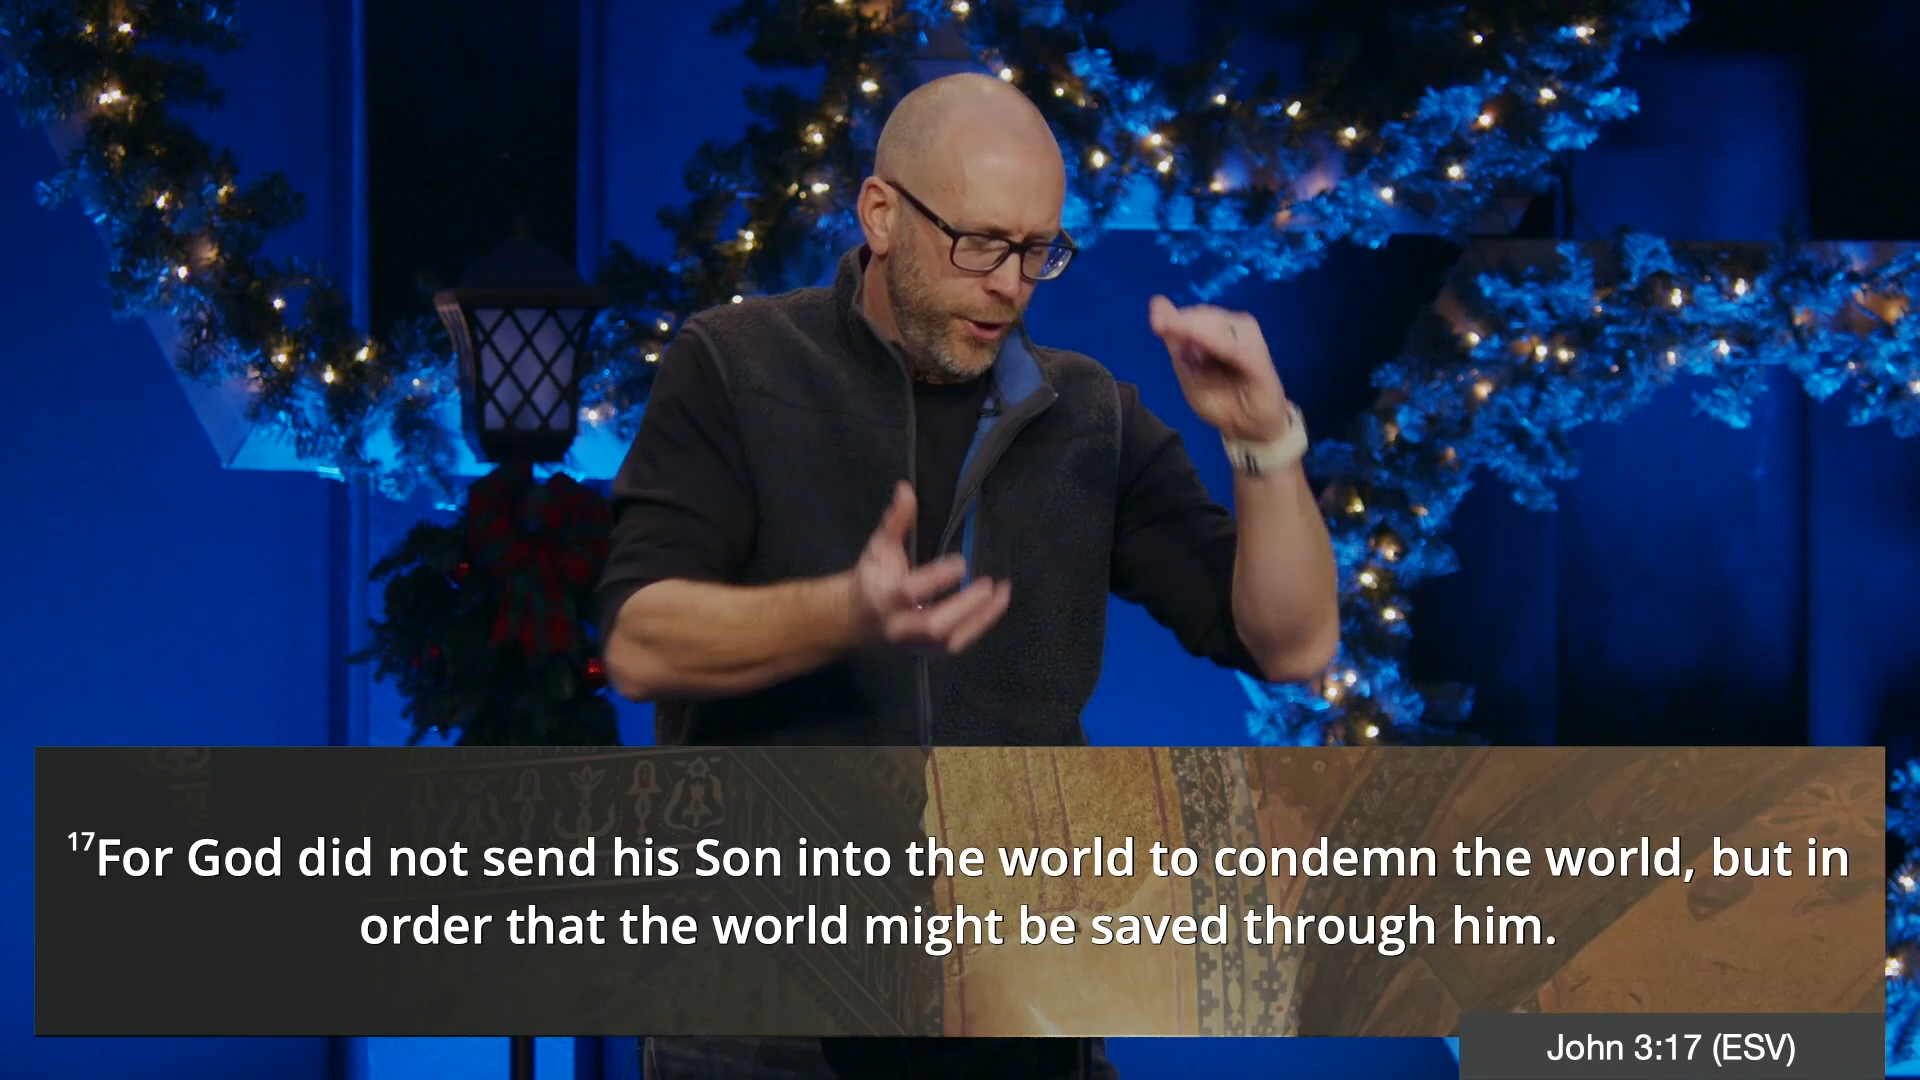 ¹⁷For God did not send his Son into the world to condemn the world, but in
order that the world might be saved through him.
John 3:17 (ESV)